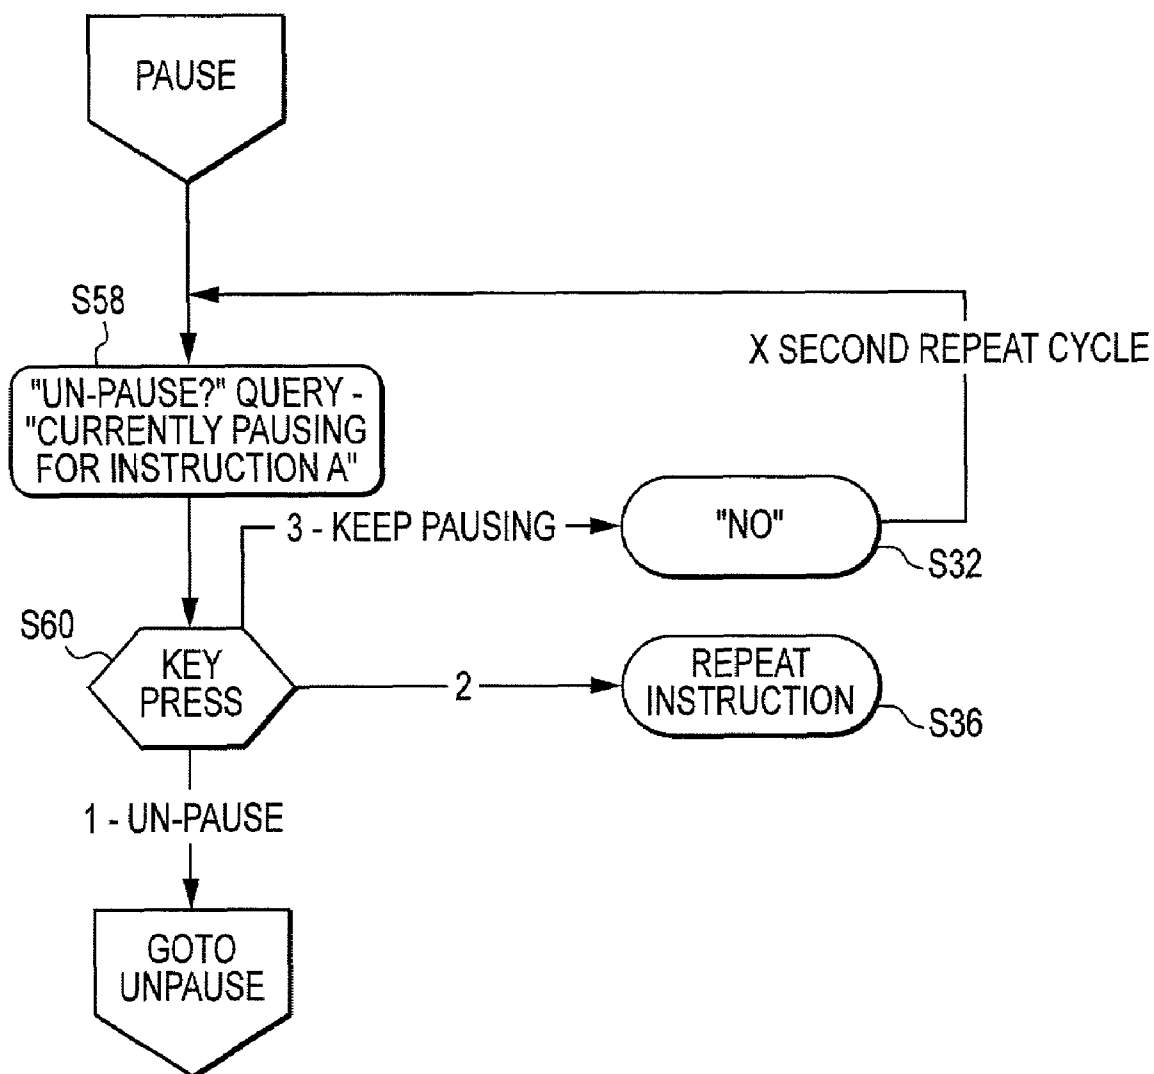 PAUSE
S58
X SECOND REPEAT CYCLE
"UN-PAUSE?" QUERY -
"CURRENTLY PAUSING
FOR INSTRUCTION A"
3 - KEEP PAUSING
"NO"
S32
S60
KEY
PRESS
2
REPEAT
INSTRUCTION
S36
1 - UN-PAUSE
GOTO
UNPAUSE